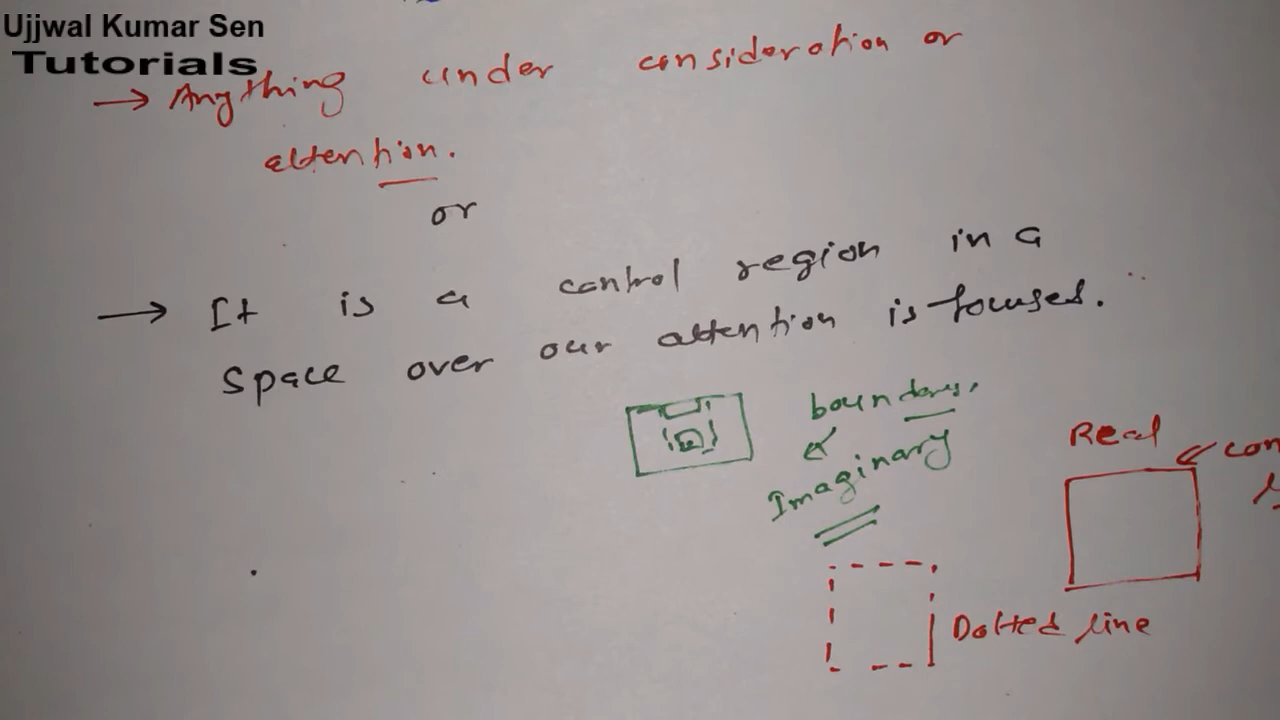 Ujjwal Kumar Sen
Tutorials
→ Anything under consideration or
attention.
or
→ It is a control region in a
space over our attention is focuses.
boundary.
Imaginary
Real
Dotted line